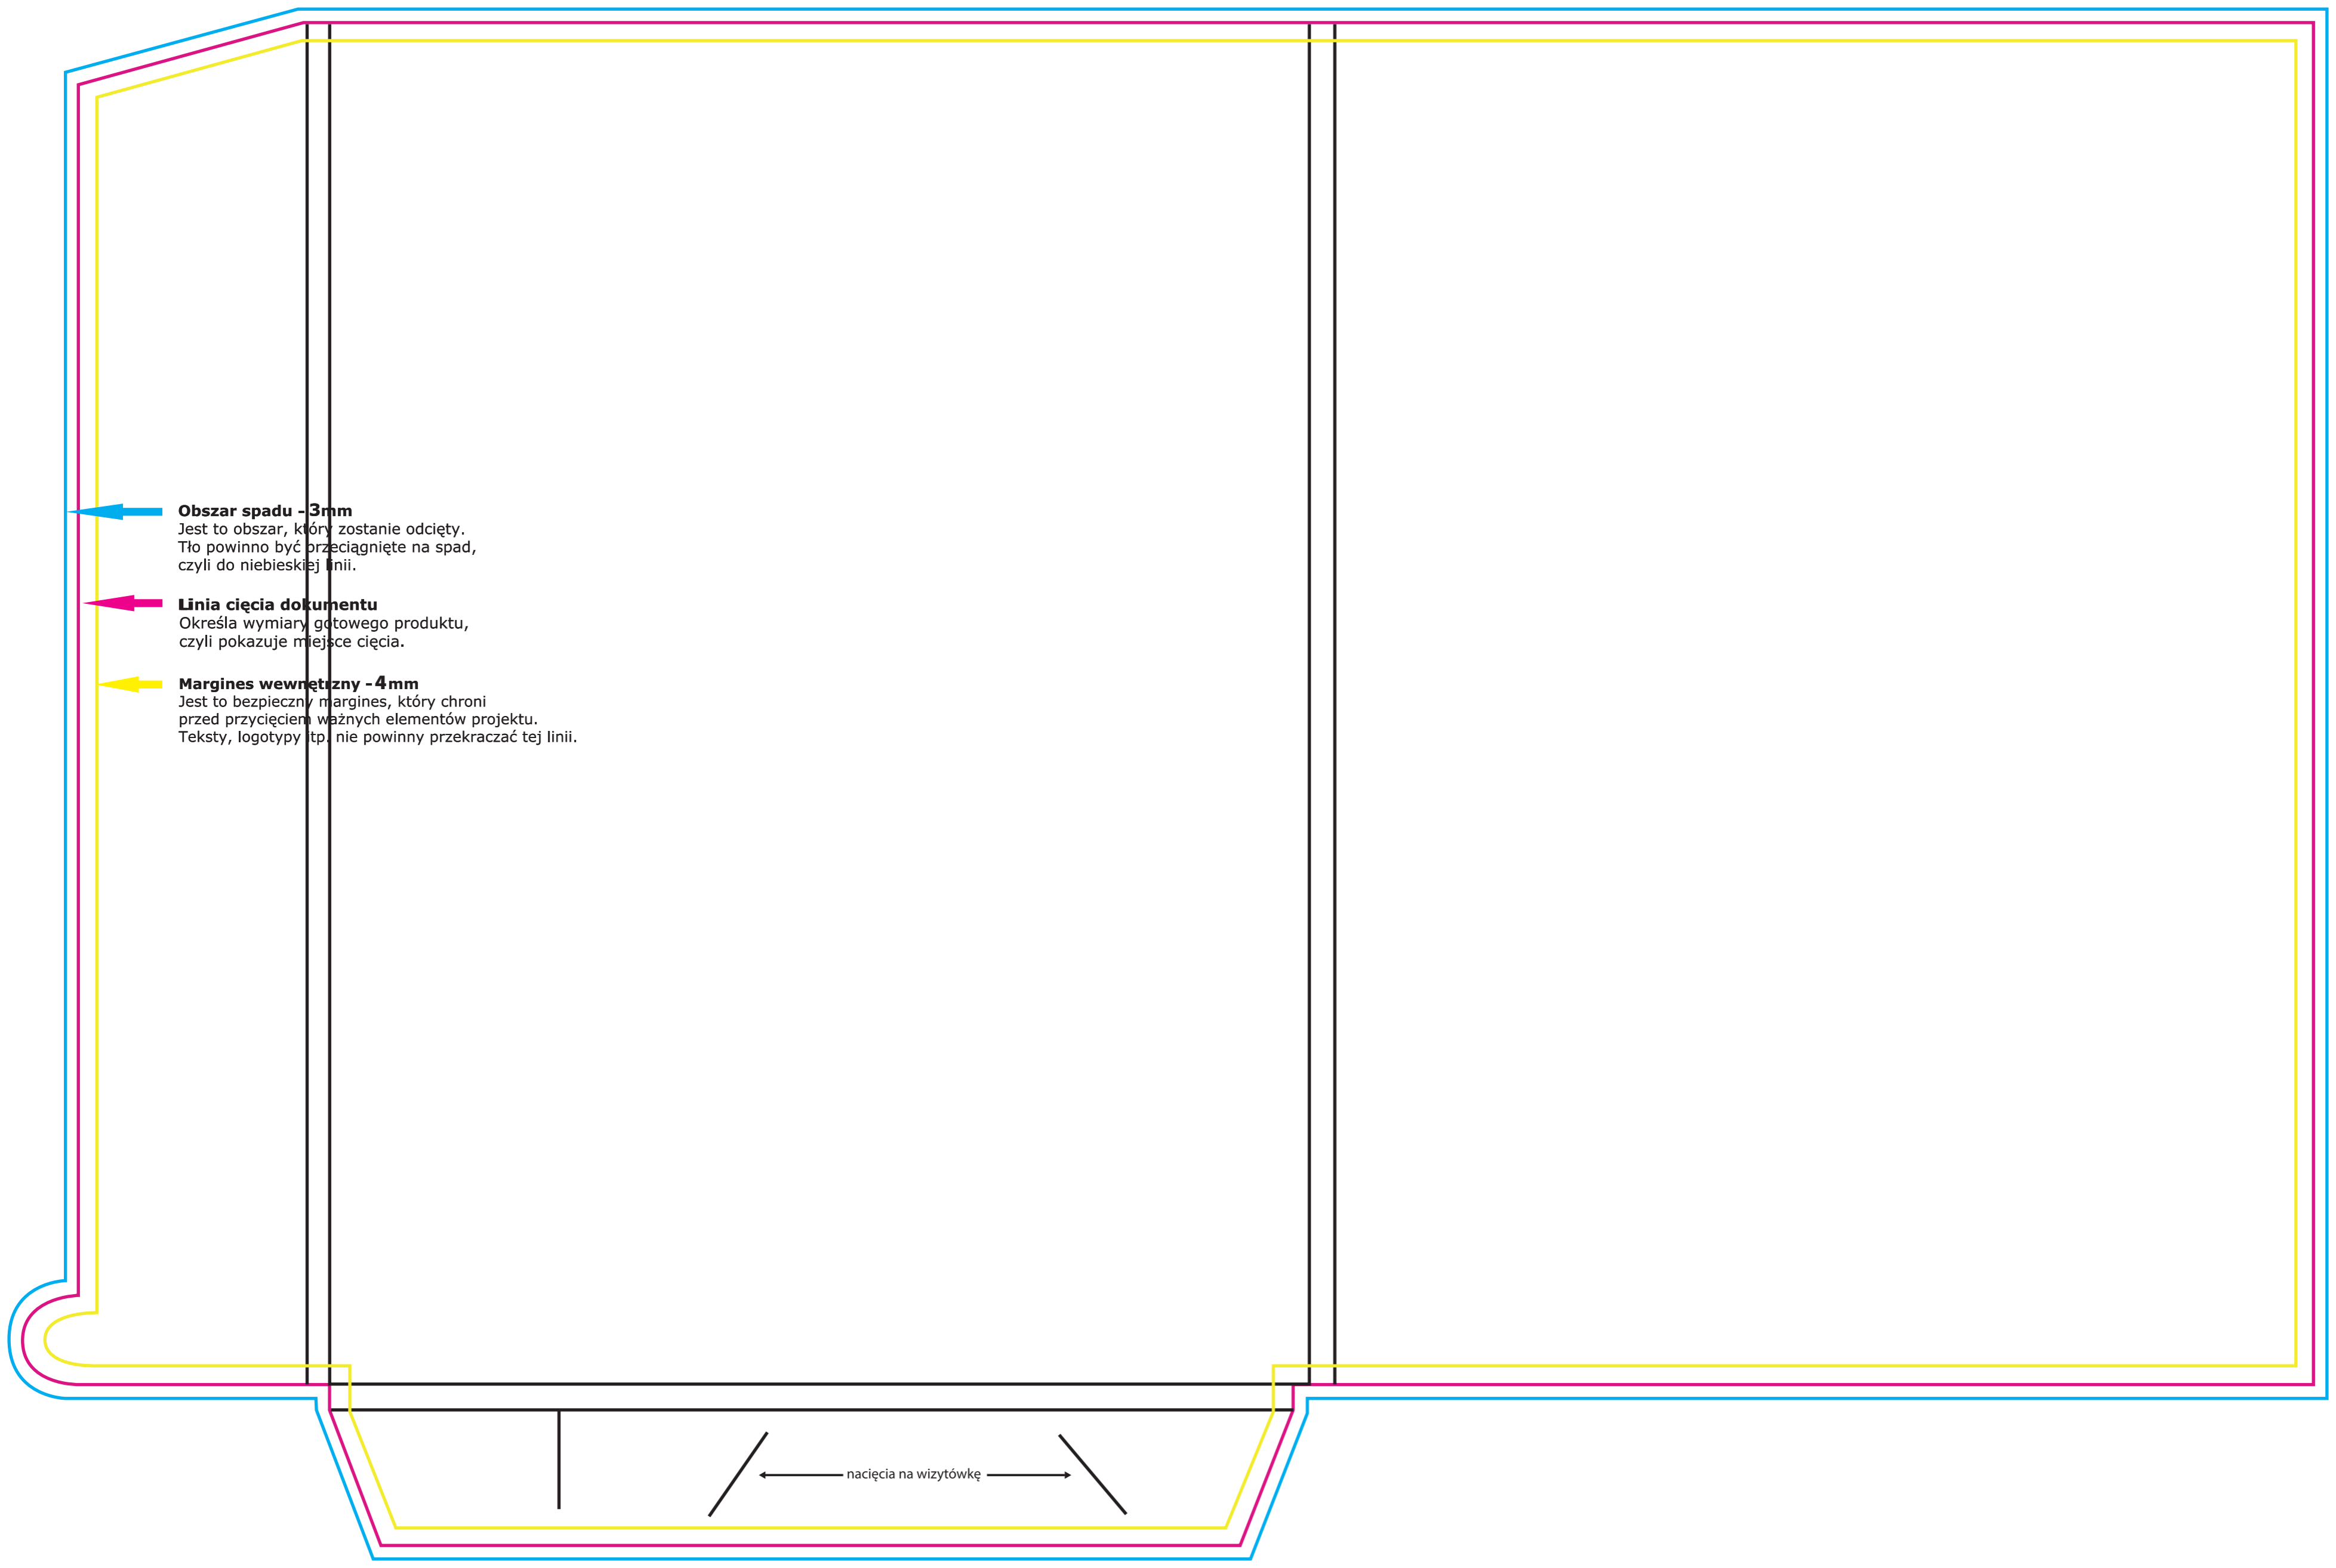 Obszar spadu - 3mm
Jest to obszar, który zostanie odcięty.
Tło powinno być przeciągnięte na spad,
czyli do niebieskiej linii.
Linia cięcia dokumentu
Określa wymiary gotowego produktu,
czyli pokazuje miejsce cięcia.
Margines wewnętrzny - 4mm
Jest to bezpieczny margines, który chroni
przed przycięciem ważnych elementów projektu.
Teksty, logotypy itp. nie powinny przekraczać tej linii.
nacięcia na wizytówkę